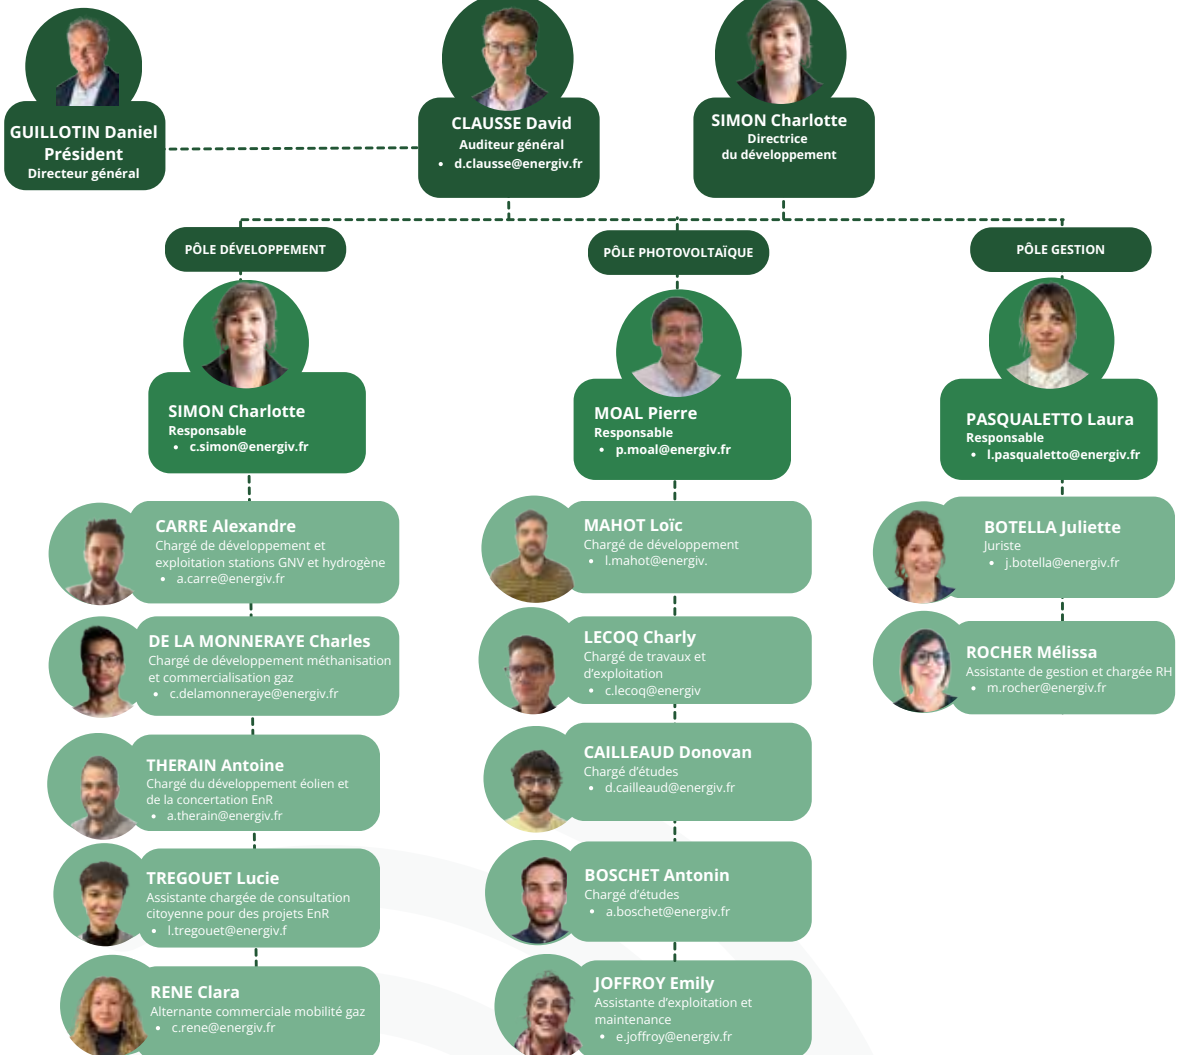 GUILLOTIN Daniel
Président
Directeur général
CLAUSSE David
Auditeur général
• d.clausse@energiv.fr
SIMON Charlotte
Directrice
du développement
PÔLE DÉVELOPPEMENT
SIMON Charlotte
Responsable
• c.simon@energiv.fr
CARRE Alexandre
Chargé de développement et
exploitation stations GNV et hydrogène
• a.carre@energiv.fr
DE LA MONNERAYE Charles
Chargé de développement méthanisation
et commercialisation gaz
• c.delamonneraye@energiv.fr
THERAIN Antoine
Chargé du développement éolien et
de la concertation EnR
• a.therain@energiv.fr
TREGOUET Lucie
Assistante chargée de consultation
citoyenne pour des projets EnR
• l.tregouet@energiv.f
RENE Clara
Alternante commerciale mobilité gaz
• c.rene@energiv.fr
PÔLE PHOTOVOLTAÏQUE
MOAL Pierre
Responsable
• p.moal@energiv.fr
MAHOT Loïc
Chargé de développement
• l.mahot@energiv.
LECOQ Charly
Chargé de travaux et
d'exploitation
• c.lecoq@energiv
CAILLEAUD Donovan
Chargé d'études
• d.cailleaud@energiv.fr
BOSCHET Antonin
Chargé d'études
• a.boschet@energiv.fr
JOFFROY Emily
Assistante d'exploitation et
maintenance
• e.joffroy@energiv.fr
PÔLE GESTION
PASQUALETTO Laura
Responsable
• l.pasqualetto@energiv.fr
BOTELLA Juliette
Juriste
• j.botella@energiv.fr
ROCHER Mélissa
Assistante de gestion et chargée RH
• m.rocher@energiv.fr